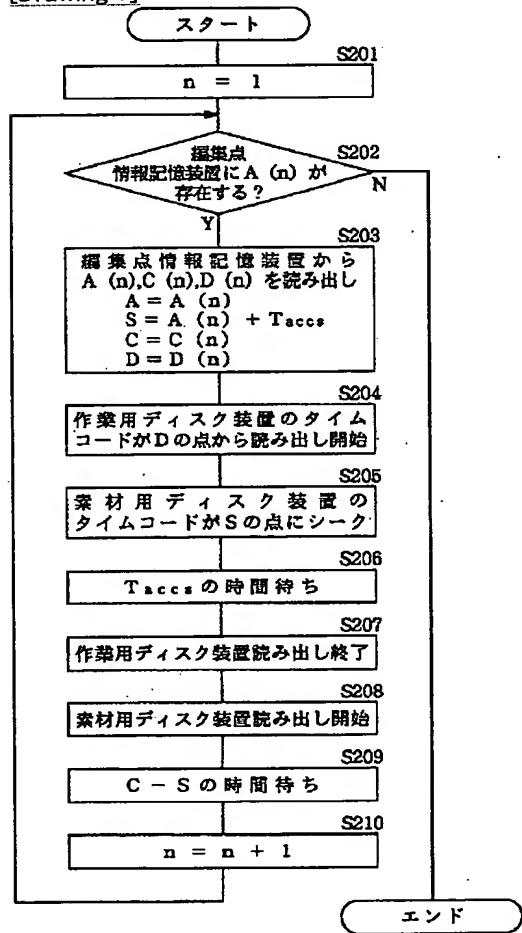 スタート
S201
n = 1
S202
編集点
情報記憶装置にA (n)が
存在する?
N
Y
S203
編集点情報記憶装置から
A (n),C (n),D (n) を読み出し
A = A (n)
S = A (n) + Taccs
C = C (n)
D = D (n)
S204
作業用ディスク装置のタイム
コードがDの点から読み出し開始
S205
素材用ディスク装置の
タイムコードがSの点にシーク
S206
Taccsの時間待ち
S207
作業用ディスク装置読み出し終了
S208
素材用ディスク装置読み出し開始
S209
C - Sの時間待ち
S210
n = n + 1
エンド